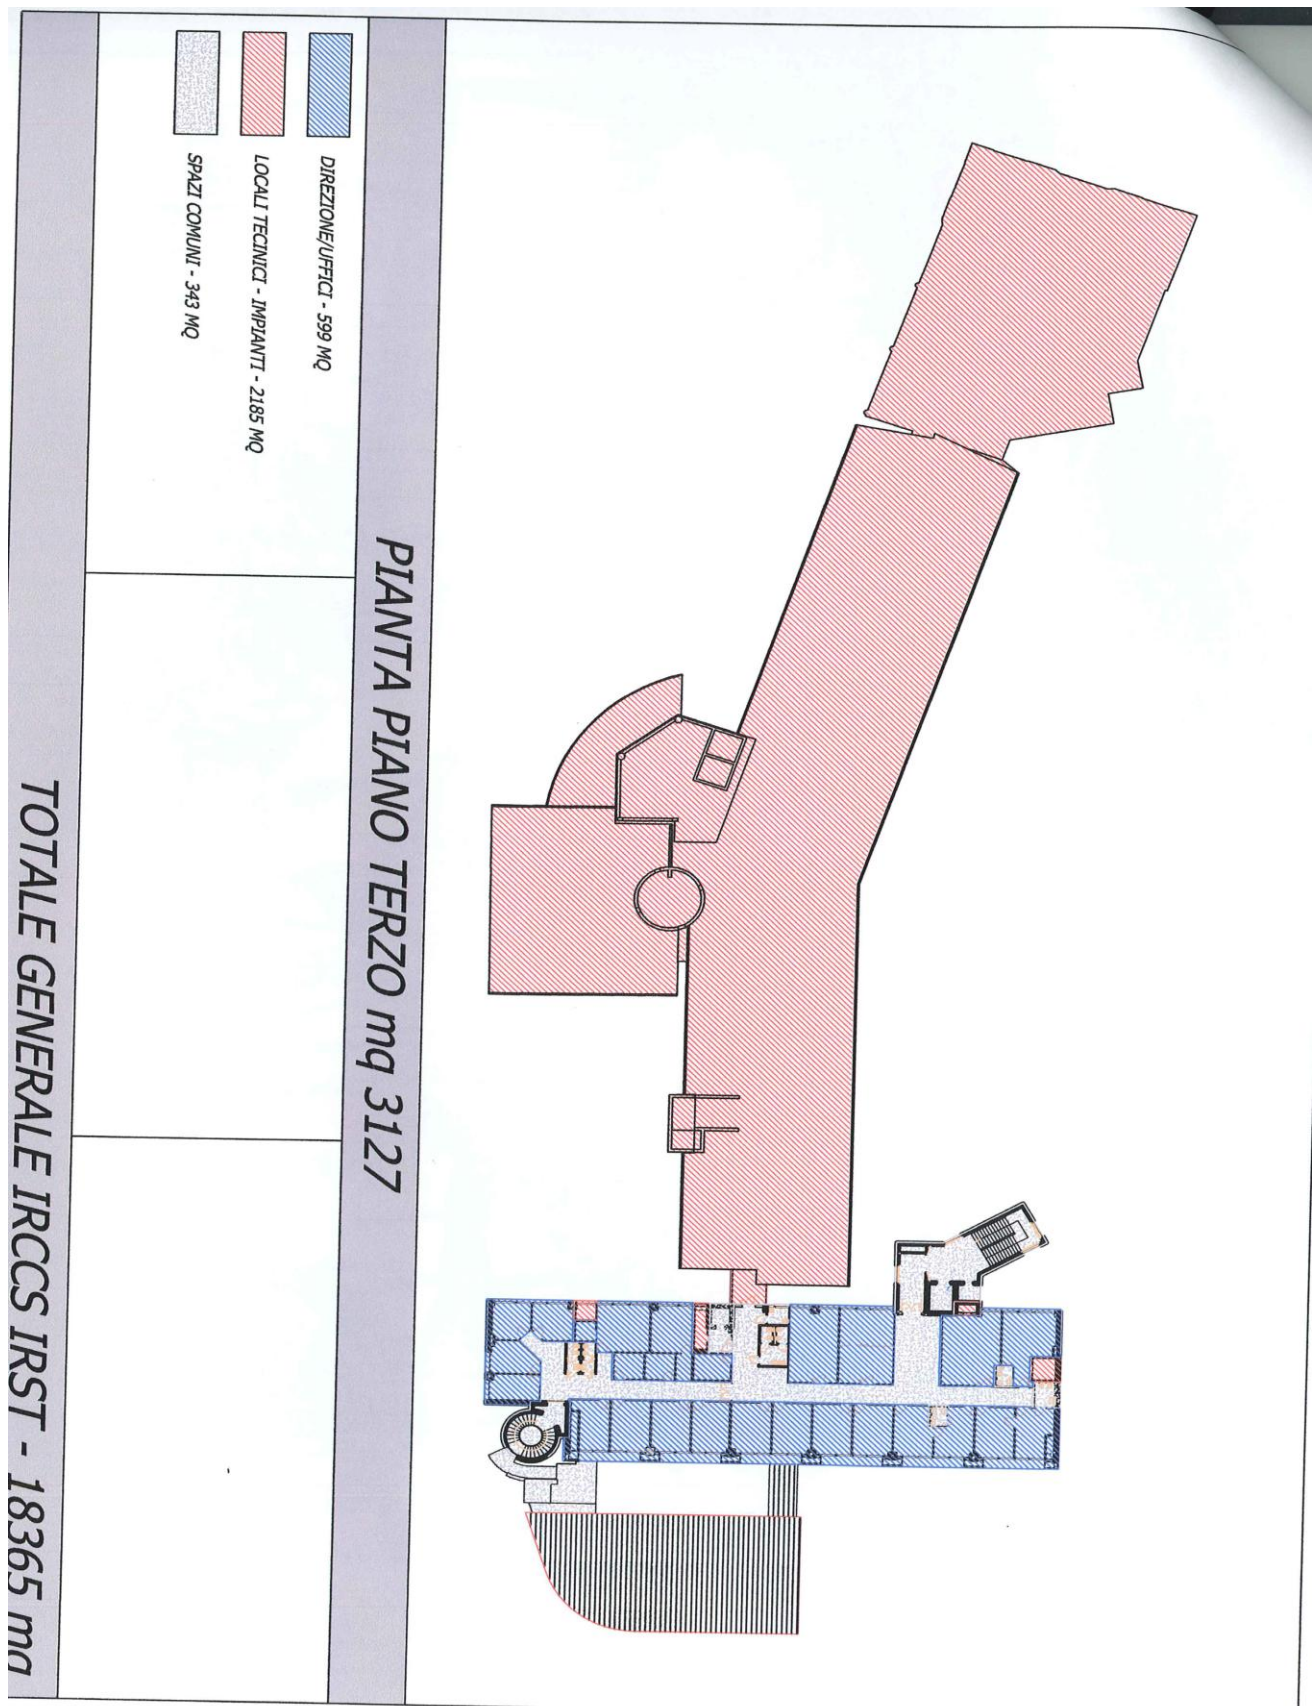 PIANTA PIANO TERZO mq 3127
DIREZIONE/UFFICI - 599 MQ
LOCALI TECINICI - IMPIANTI - 2185 MQ
SPAZI COMUNI - 343 MQ
TOTALE GENERALE IRCCS IRST - 18365 mq